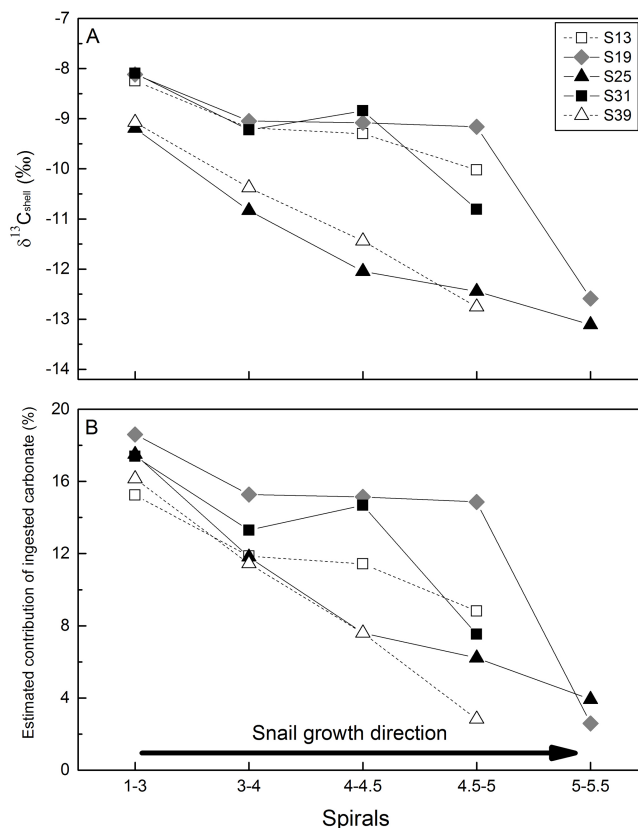 A
-7
-8
-9
-10
-11
-12
-13
-14
δ¹³Cshell (‰)
S13
S19
S25
S31
S39
B
20
16
12
8
4
0
Estimated contribution of ingested carbonate (%)
Snail growth direction
1-3 3-4 4-4.5 4.5-5 5-5.5
Spirals